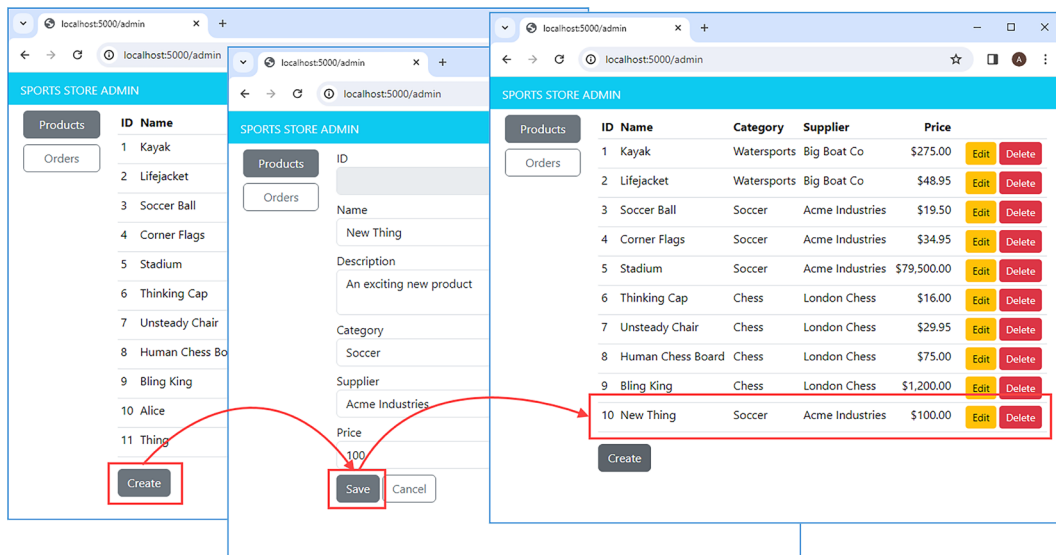 localhost:5000/admin
localhost:5000/admin
SPORTS STORE ADMIN
Products
Orders
ID Name
1 Kayak
2 Lifejacket
3 Soccer Ball
4 Corner Flags
5 Stadium
6 Thinking Cap
7 Unsteady Chair
8 Human Chess Bo
9 Bling King
10 Alice
11 Thing
Create
localhost:5000/admin
localhost:5000/admin
SPORTS STORE ADMIN
Products
Orders
ID
Name
New Thing
Description
An exciting new product
Category
Soccer
Supplier
Acme Industries
Price
100
Save Cancel
localhost:5000/admin
localhost:5000/admin
A
SPORTS STORE ADMIN
Products
Orders
ID Name Category Supplier Price
1 Kayak Watersports Big Boat Co $275.00 Edit Delete
2 Lifejacket Watersports Big Boat Co $48.95 Edit Delete
3 Soccer Ball Soccer Acme Industries $19.50 Edit Delete
4 Corner Flags Soccer Acme Industries $34.95 Edit Delete
5 Stadium Soccer Acme Industries $79,500.00 Edit Delete
6 Thinking Cap Chess London Chess $16.00 Edit Delete
7 Unsteady Chair Chess London Chess $29.95 Edit Delete
8 Human Chess Board Chess London Chess $75.00 Edit Delete
9 Bling King Chess London Chess $1,200.00 Edit Delete
10 New Thing Soccer Acme Industries $100.00 Edit Delete
Create